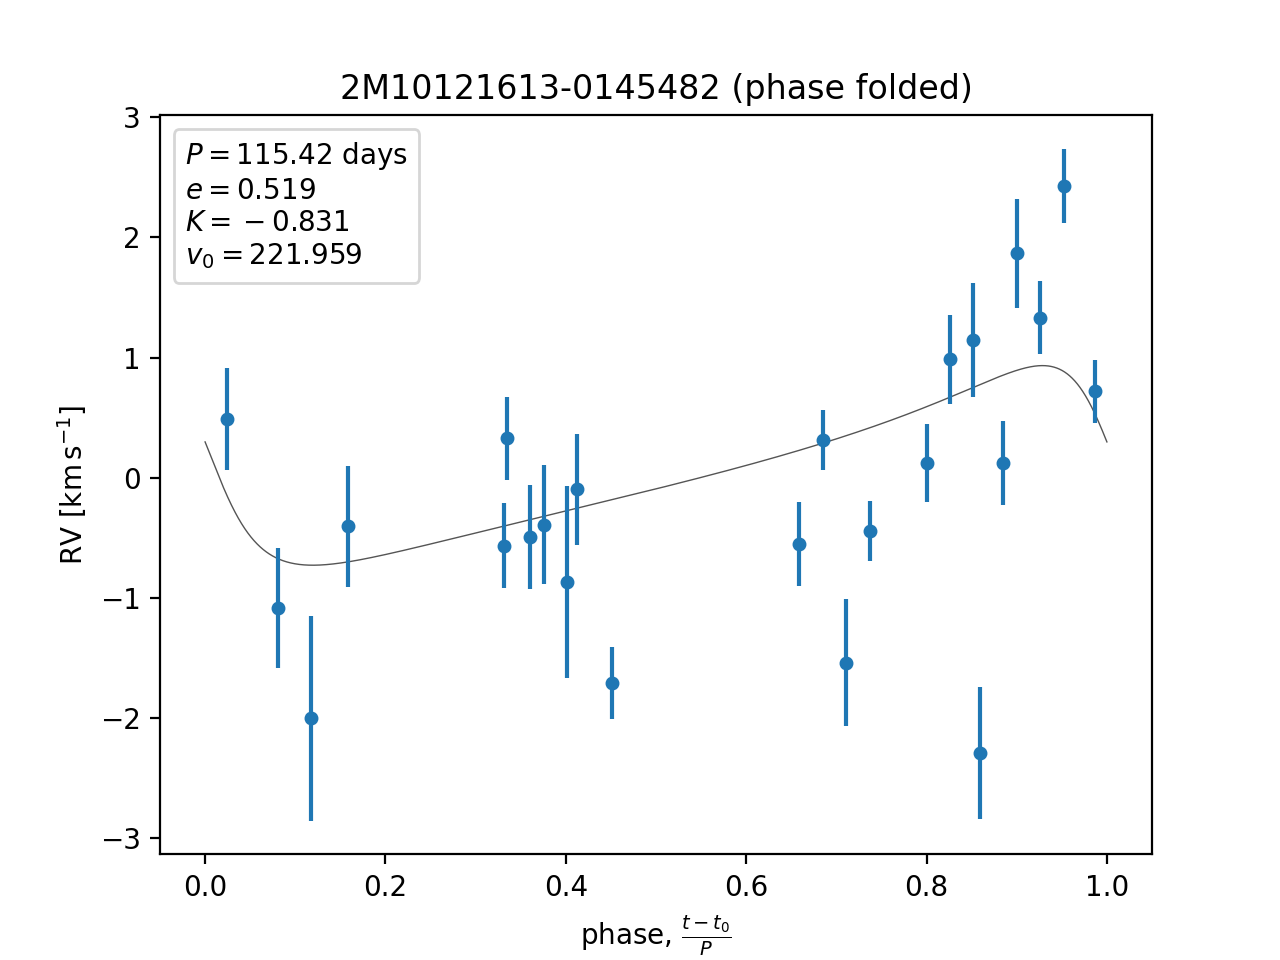 2M10121613-0145482 (phase folded)
P = 115.42 days
e = 0.519
K = −0.831
v₀ = 221.959
3
2
1
0
−1
−2
−3
RV [km s⁻¹]
0.0 0.2 0.4 0.6 0.8 1.0
phase, (t − t₀)/P